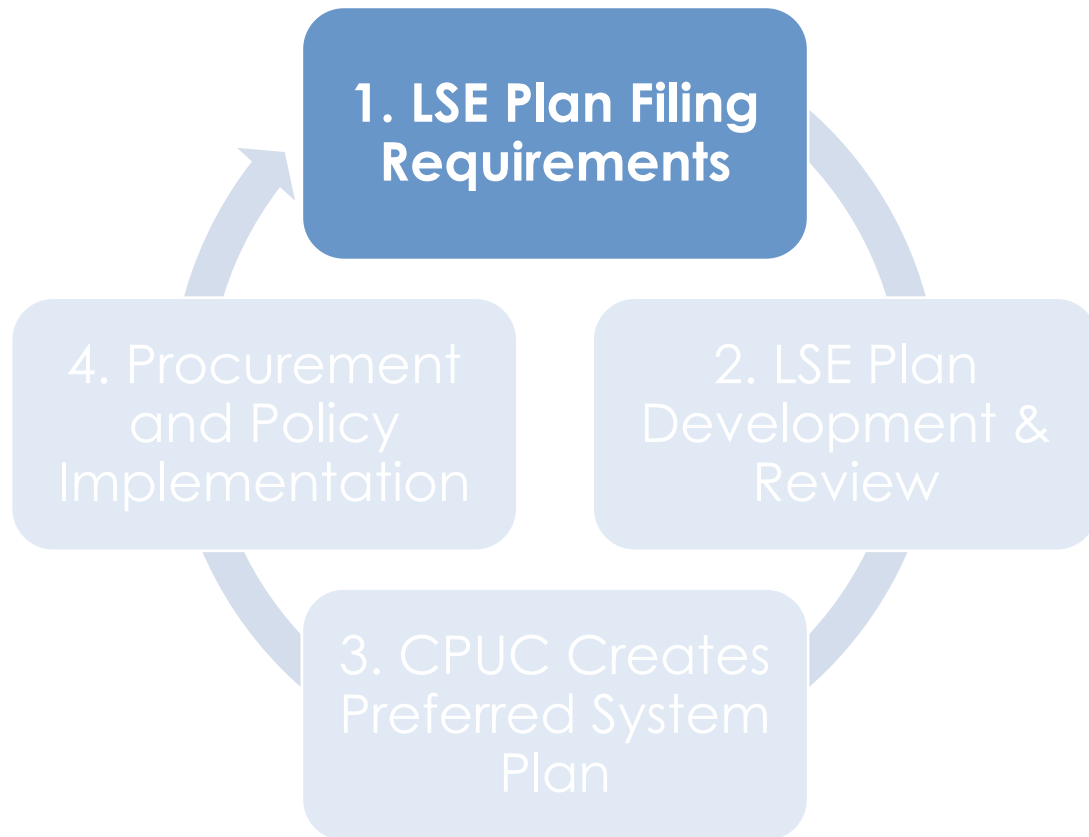 1. LSE Plan Filing
Requirements
2. LSE Plan
Development &
Review
3. CPUC Creates
Preferred System
Plan
4. Procurement
and Policy
Implementation